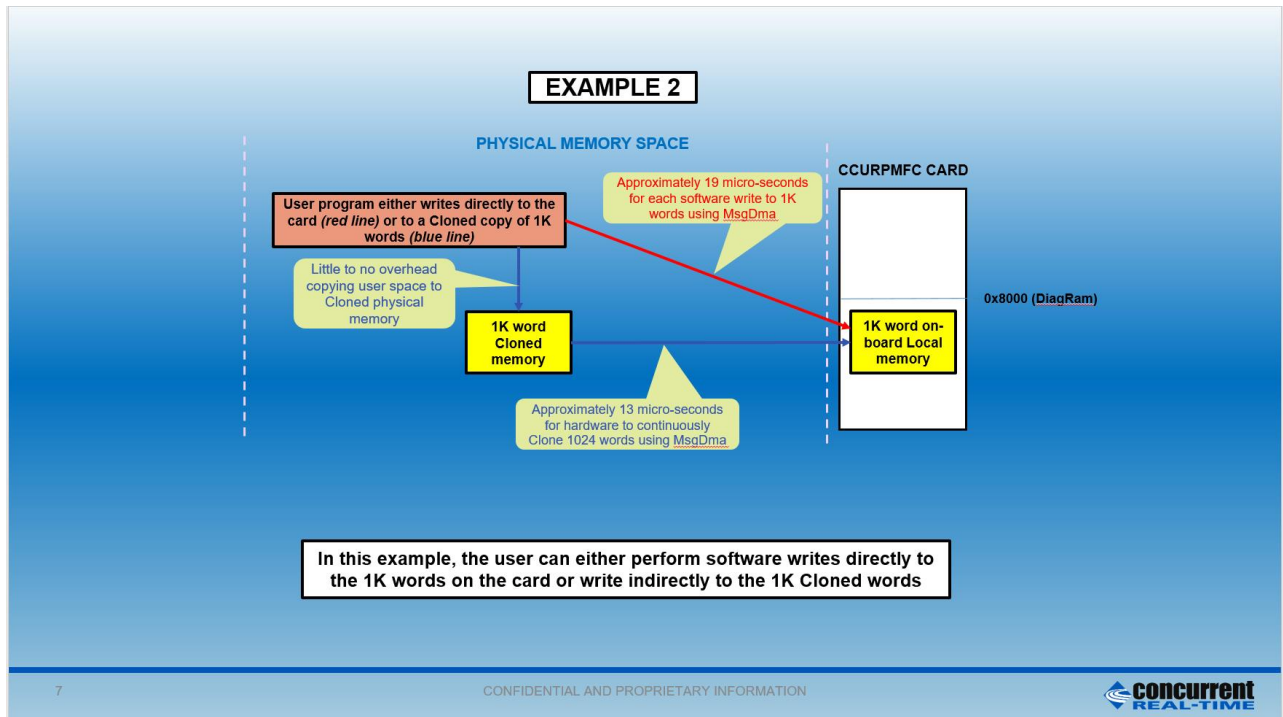 EXAMPLE 2
PHYSICAL MEMORY SPACE
CCURPMFC CARD
User program either writes directly to the
card (red line) or to a Cloned copy of 1K
words (blue line)
Approximately 19 micro-seconds
for each software write to 1K
words using MsgDma
Little to no overhead
copying user space to
Cloned physical
memory
0x8000 (DiagRam)
1K word
Cloned
memory
1K word on-
board Local
memory
Approximately 13 micro-seconds
for hardware to continuously
Clone 1024 words using MsgDma
In this example, the user can either perform software writes directly to
the 1K words on the card or write indirectly to the 1K Cloned words
7
CONFIDENTIAL AND PROPRIETARY INFORMATION
concurrent
REAL-TIME